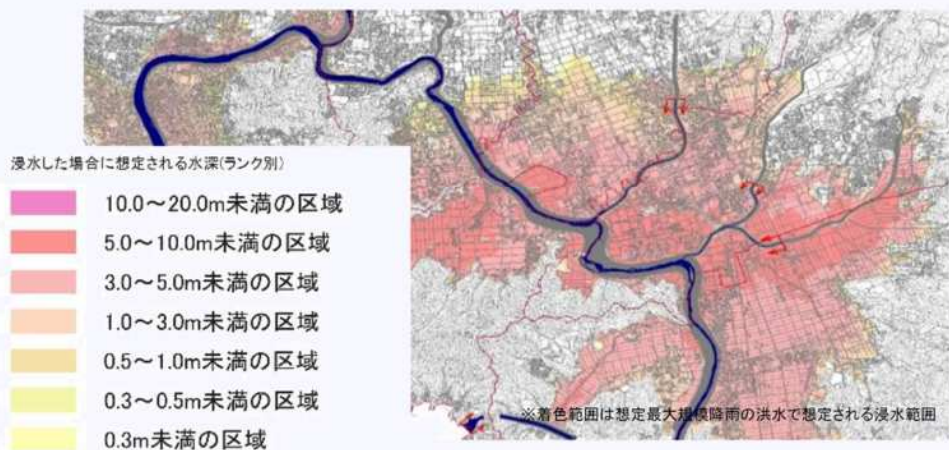 浸水した場合に想定される水深(ランク別)
10.0～20.0m未満の区域
5.0～10.0m未満の区域
3.0～5.0m未満の区域
1.0～3.0m未満の区域
0.5～1.0m未満の区域
0.3～0.5m未満の区域
0.3m未満の区域
※着色範囲は想定最大規模降雨の洪水で想定される浸水範囲